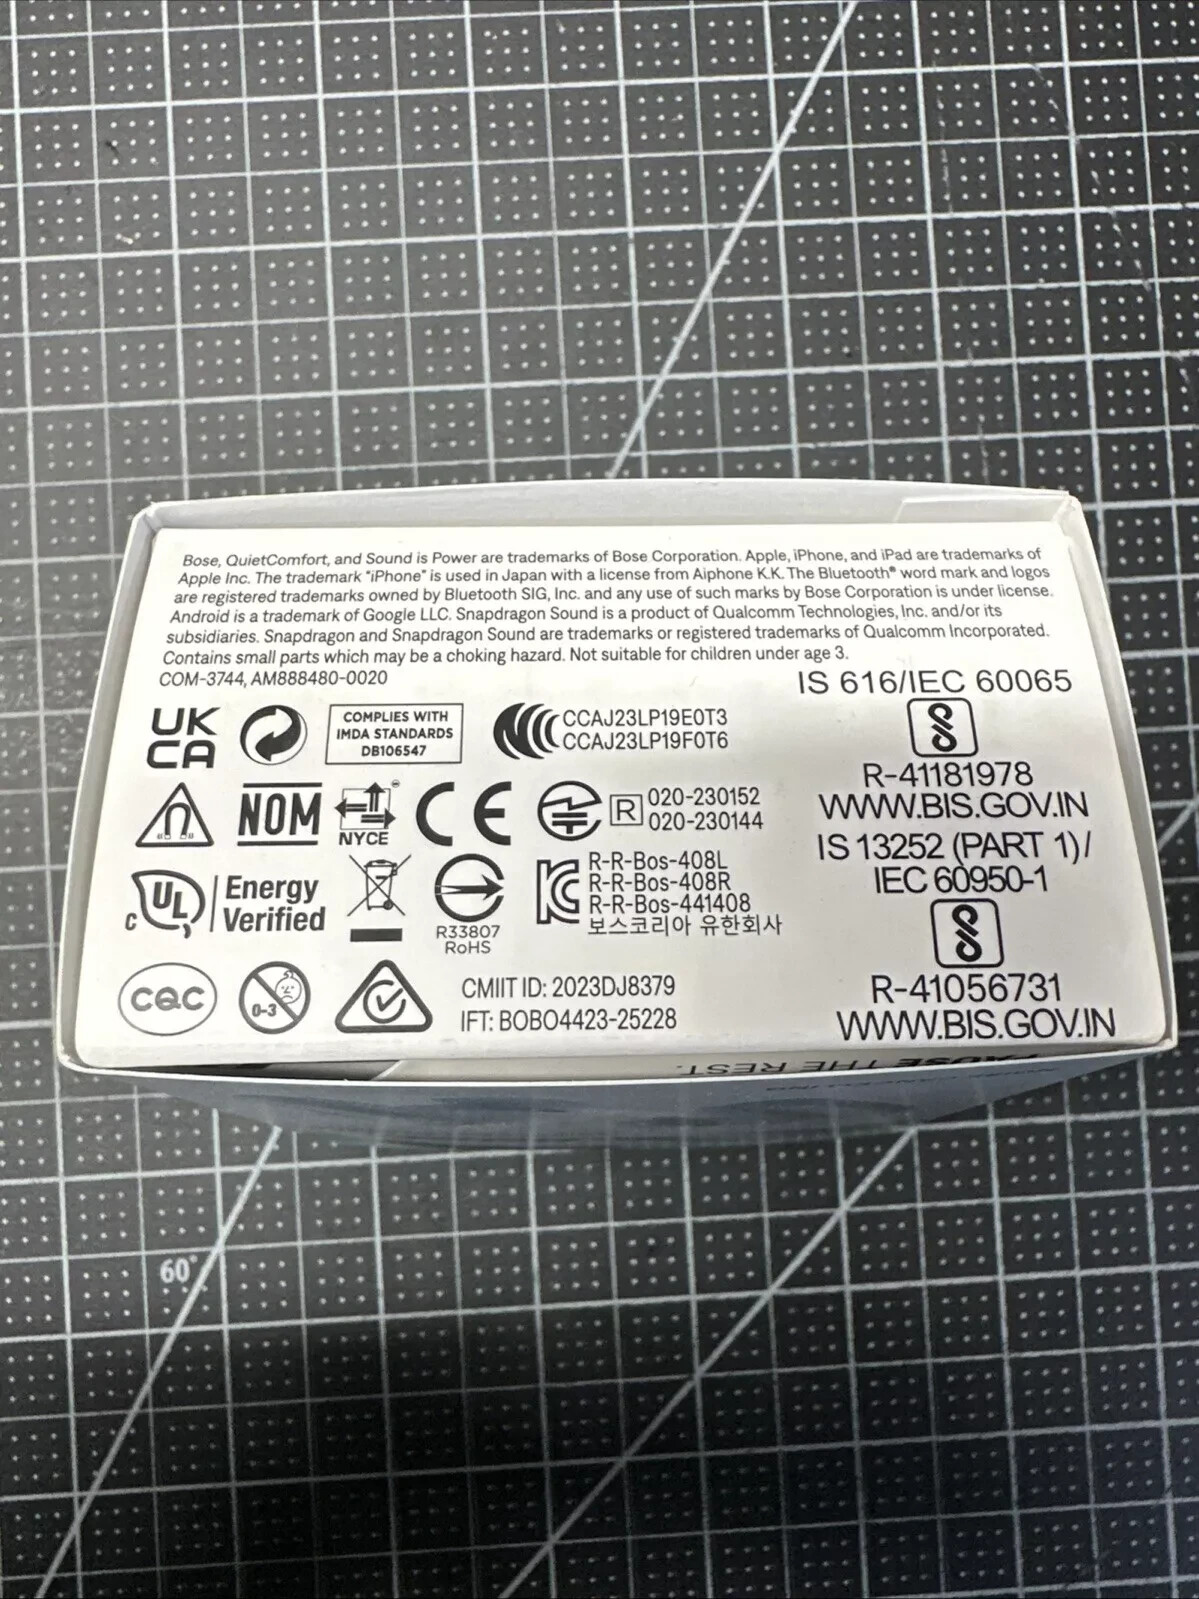 Bose, QuietComfort, and Sound is Power are trademarks of Bose Corporation. Apple, iPhone, and iPad are trademarks of
Apple Inc. The trademark "iPhone" is used in Japan with a license from Aiphone K.K. The Bluetooth® word mark and logos
are registered trademarks owned by Bluetooth SIG, Inc. and any use of such marks by Bose Corporation is under license.
Android is a trademark of Google LLC. Snapdragon Sound is a product of Qualcomm Technologies, Inc. and/or its
subsidiaries. Snapdragon and Snapdragon Sound are trademarks or registered trademarks of Qualcomm Incorporated.
Contains small parts which may be a choking hazard. Not suitable for children under age 3.
COM-3744, AM888480-0020
UK
CA
COMPLIES WITH
IMDA STANDARDS
DB106547
CCAJ23LP19E0T3
CCAJ23LP19F0T6
NOM
NYCE
CE
R
020-230152
020-230144
c UL
Energy
Verified
R33807
RoHS
R-R-Bos-408L
R-R-Bos-408R
R-R-Bos-441408
보스코리아 유한회사
CQC
0-3
CMIIT ID: 2023DJ8379
IFT: BOBO4423-25228
IS 616/IEC 60065
R-41181978
WWW.BIS.GOV.IN
IS 13252 (PART 1)/
IEC 60950-1
R-41056731
WWW.BIS.GOV.IN
PAUSE THE REST.
60°